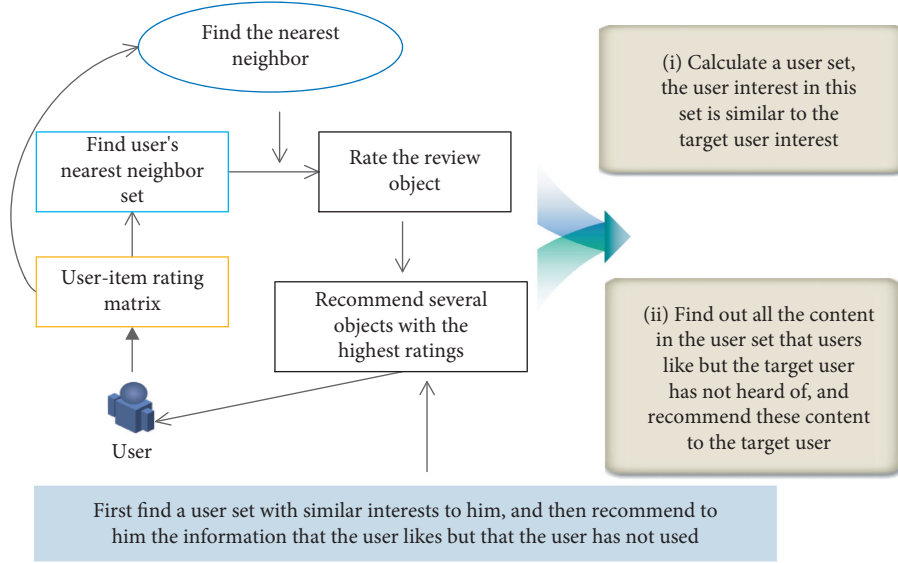 Find the nearest
neighbor
Find user's
nearest neighbor
set
Rate the review
object
User-item rating
matrix
Recommend several
objects with the
highest ratings
User
First find a user set with similar interests to him, and then recommend to
him the information that the user likes but that the user has not used
(i) Calculate a user set,
the user interest in this
set is similar to the
target user interest
(ii) Find out all the content
in the user set that users
like but the target user
has not heard of, and
recommend these content
to the target user